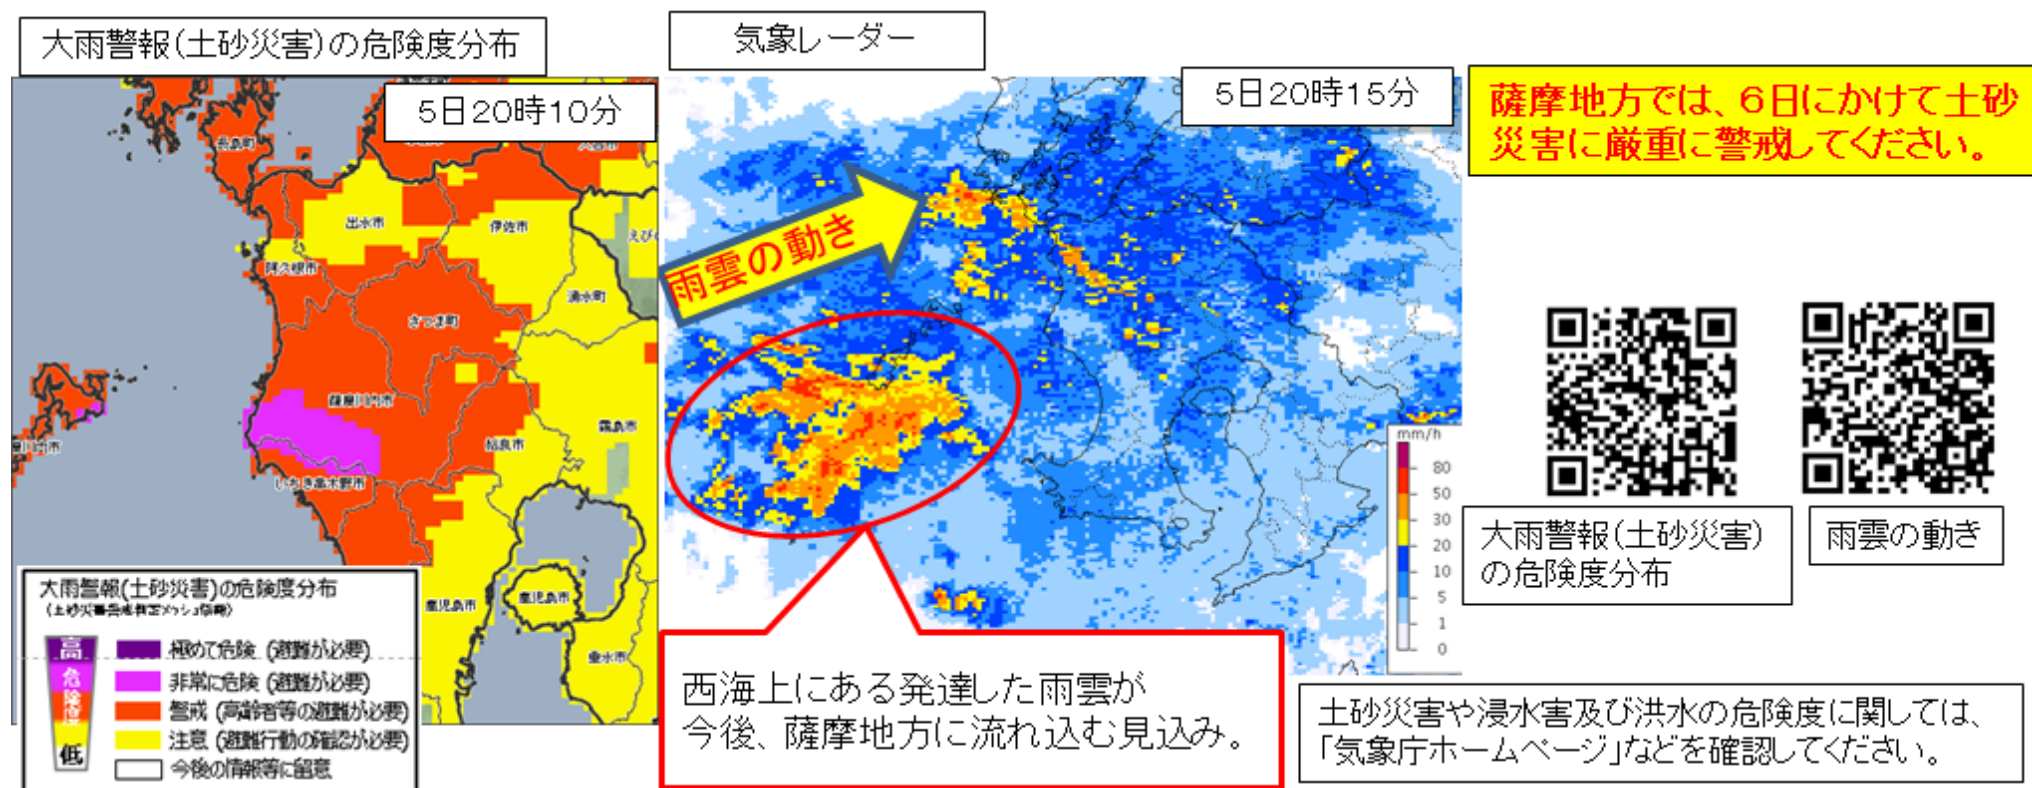 大雨警報(土砂災害)の危険度分布
5日20時10分
長島町
出水市
伊佐市
阿久根市
湧水町
さつま町
薩摩川内市
霧島市
姶良市
いちき串木野市
鹿児島市
鹿児島市
垂水市
大雨警報(土砂災害)の危険度分布
高
危
険
度
低
極めて危険 (避難が必要)
非常に危険 (避難が必要)
警戒 (高齢者等の避難が必要)
注意 (避難行動の確認が必要)
今後の情報等に留意
気象レーダー
5日20時15分
雨雲の動き
mm/h
80
50
30
20
10
5
1
0
西海上にある発達した雨雲が
今後、薩摩地方に流れ込む見込み。
薩摩地方では、6日にかけて土砂
災害に厳重に警戒してください。
大雨警報(土砂災害)
の危険度分布
雨雲の動き
土砂災害や浸水害及び洪水の危険度に関しては、
「気象庁ホームページ」などを確認してください。